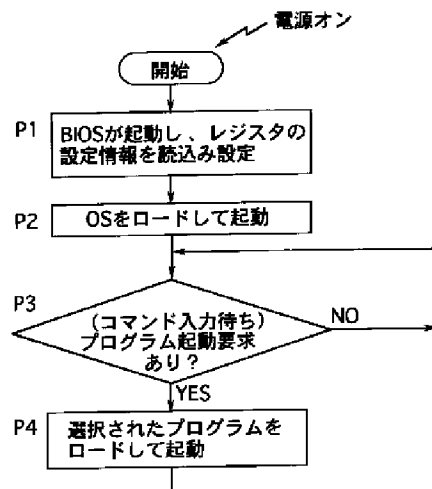 電源オン
開始
P1
BIOSが起動し、レジスタの
設定情報を読込み設定
P2
OSをロードして起動
P3
(コマンド入力待ち)
プログラム起動要求
あり?
NO
YES
P4
選択されたプログラムを
ロードして起動